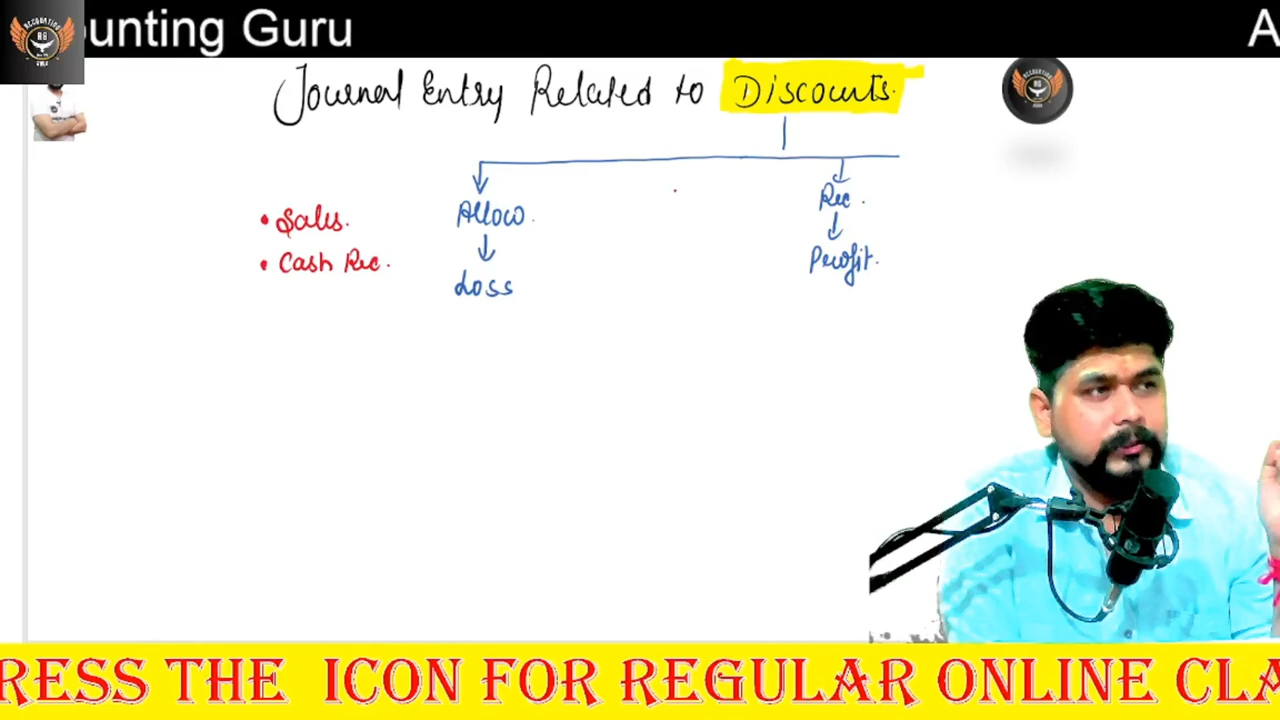 ounting Guru
A
Journal Entry Related to Discounts.
Allow.
Rec.
• Sales.
• Cash Rec.
Loss
Profit.
RESS THE ICON FOR REGULAR ONLINE CLA